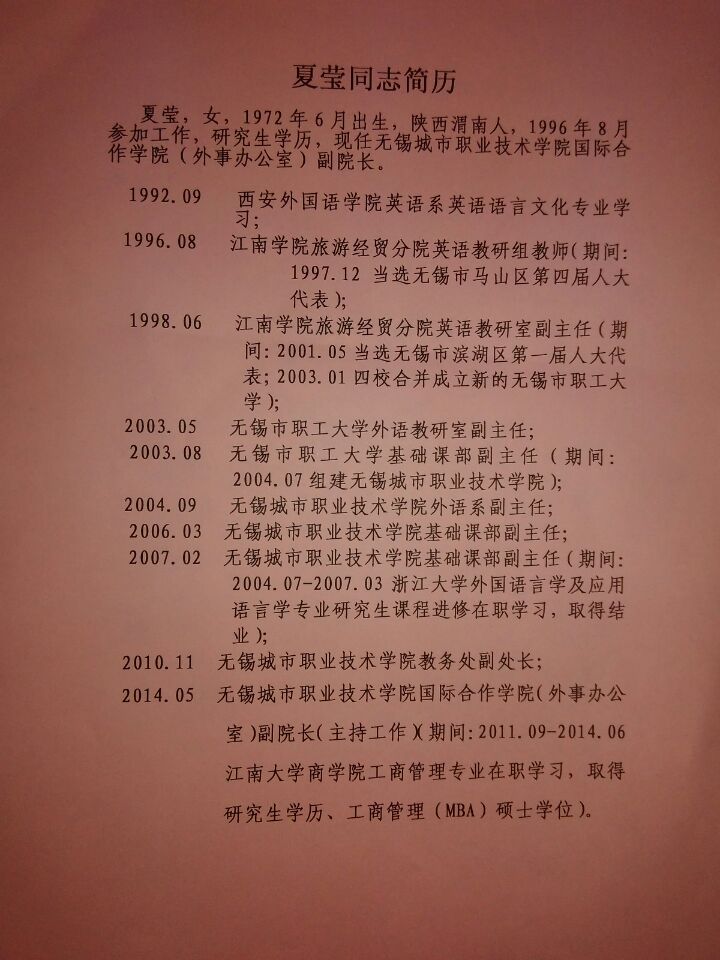 夏莹同志简历
夏莹，女，1972年6月出生，陕西渭南人，1996年8月
参加工作，研究生学历，现任无锡城市职业技术学院国际合
作学院（外事办公室）副院长。
1992.09 西安外国语学院英语系英语语言文化专业学
习；
1996.08 江南学院旅游经贸分院英语教研组教师（期间：
1997.12 当选无锡市马山区第四届人大
代表）；
1998.06 江南学院旅游经贸分院英语教研室副主任（期
间：2001.05当选无锡市滨湖区第一届人大代
表；2003.01四校合并成立新的无锡市职工大
学）；
2003.05 无锡市职工大学外语教研室副主任；
2003.08 无锡市职工大学基础课部副主任（期间：
2004.07组建无锡城市职业技术学院）；
2004.09 无锡城市职业技术学院外语系副主任；
2006.03 无锡城市职业技术学院基础课部副主任；
2007.02 无锡城市职业技术学院基础课部副主任（期间：
2004.07-2007.03浙江大学外国语言学及应用
语言学专业研究生课程进修在职学习，取得结
业）；
2010.11 无锡城市职业技术学院教务处副处长；
2014.05 无锡城市职业技术学院国际合作学院（外事办公
室）副院长（主持工作）（期间：2011.09-2014.06
江南大学商学院工商管理专业在职学习，取得
研究生学历、工商管理（MBA）硕士学位）。